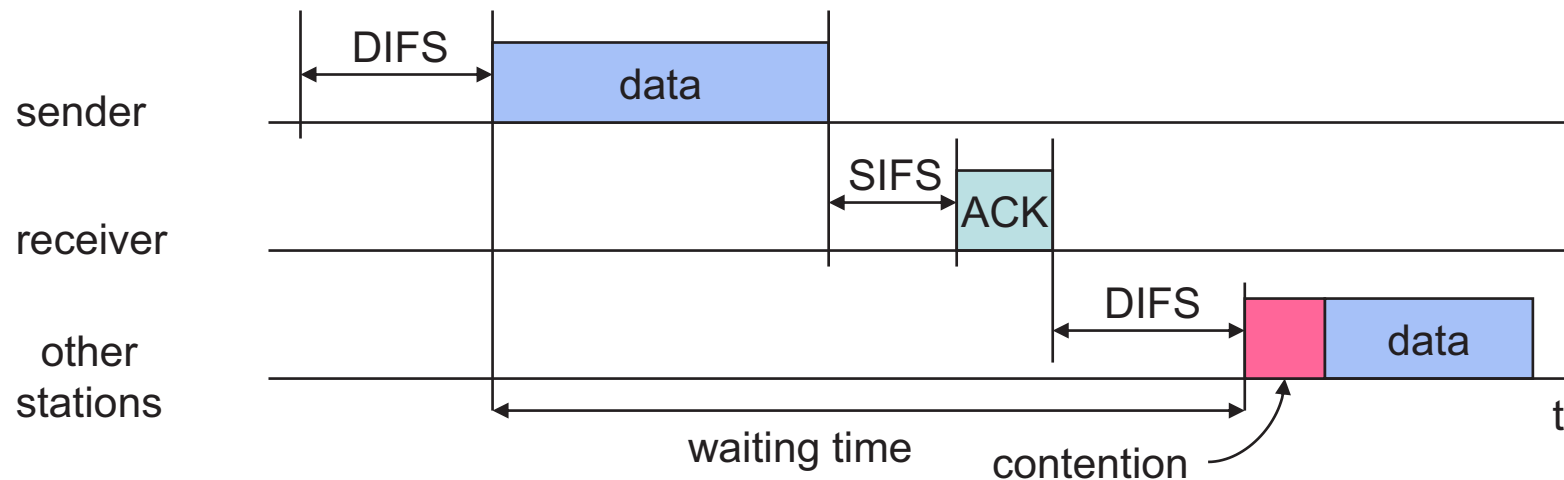 DIFS
data
sender
SIFS
ACK
receiver
DIFS
data
other
stations
t
waiting time
contention